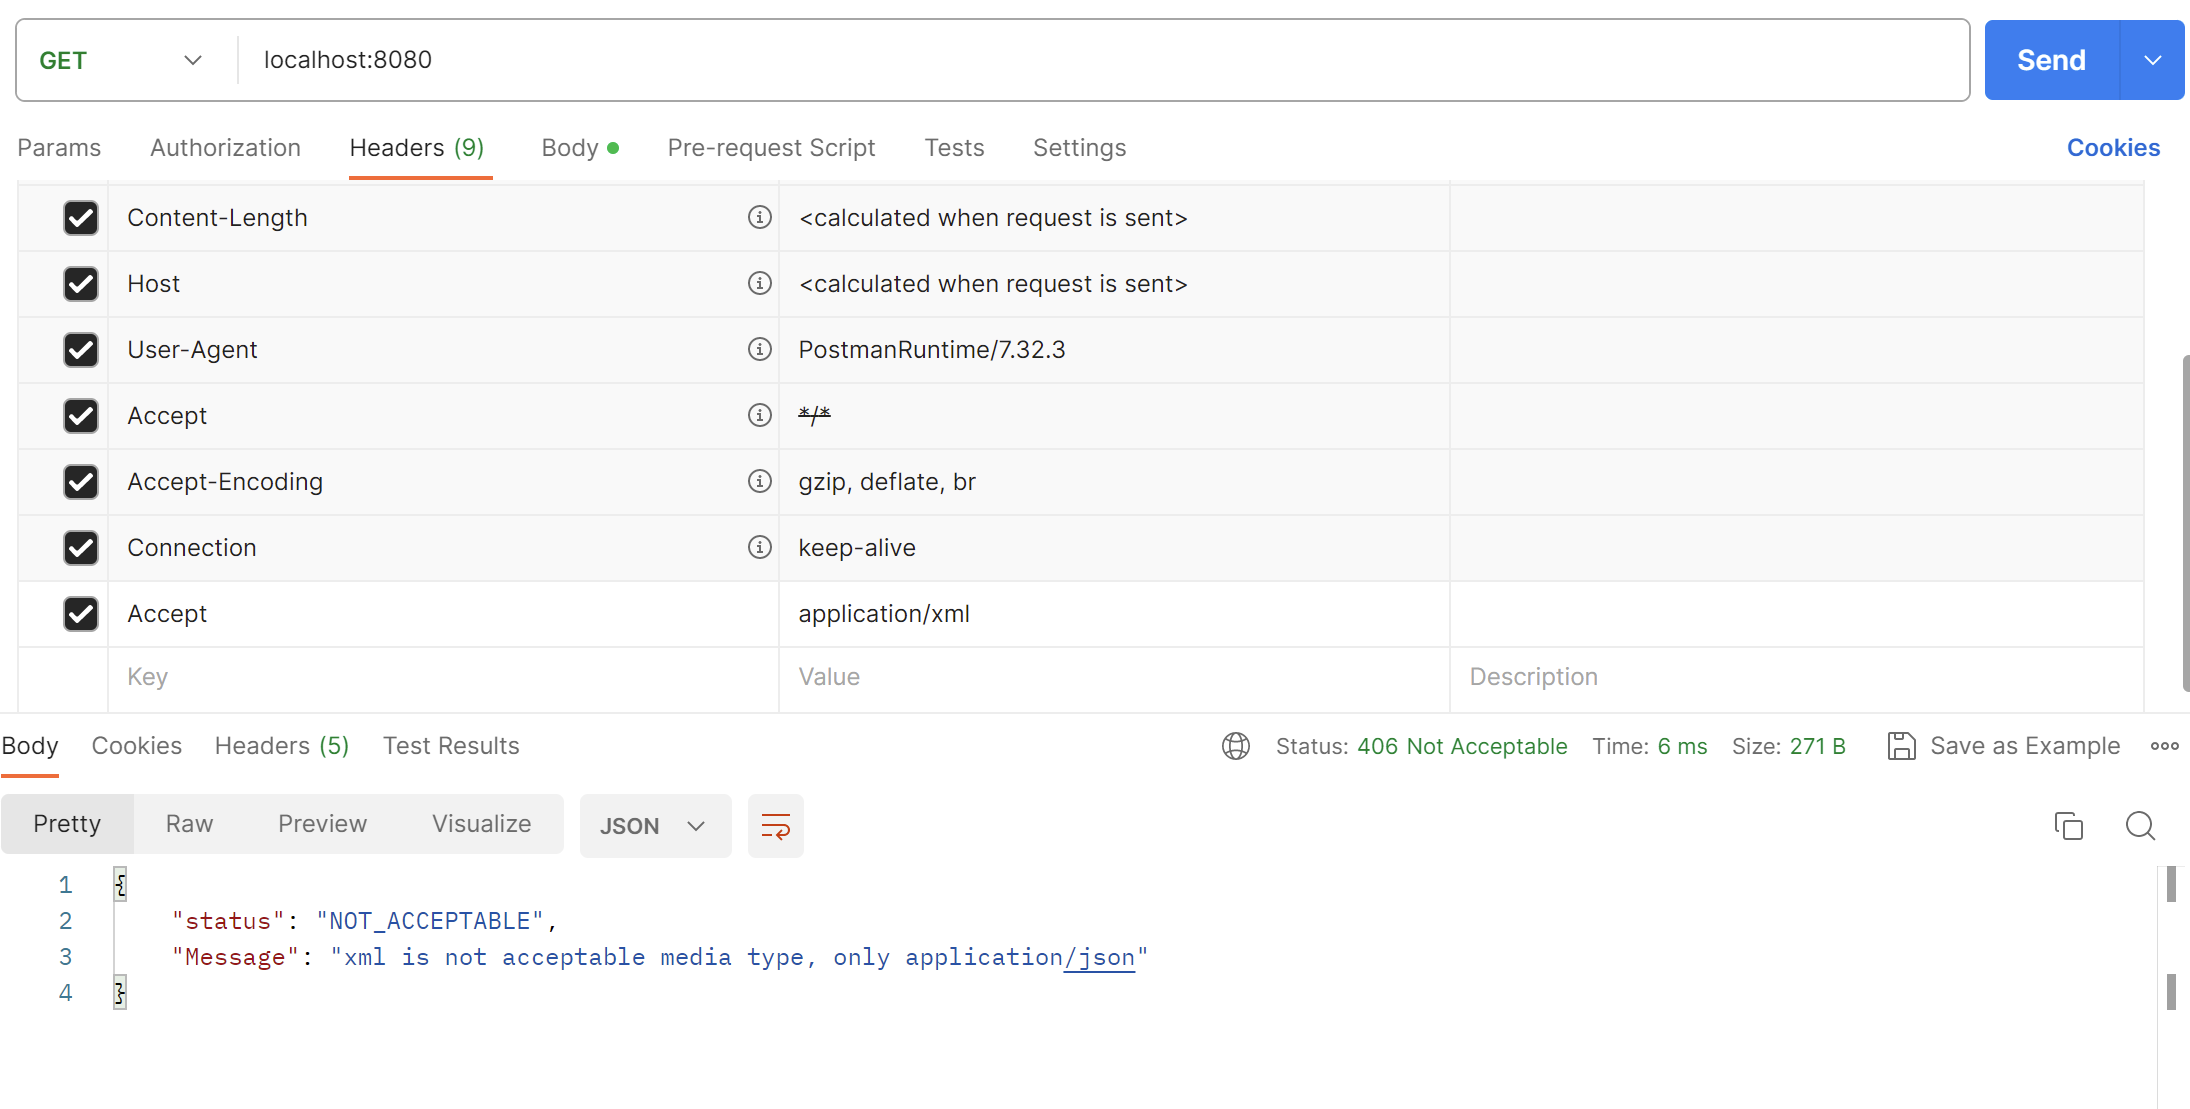 GET localhost:8080 Send
Params Authorization Headers (9) Body Pre-request Script Tests Settings Cookies
Content-Length <calculated when request is sent>
Host <calculated when request is sent>
User-Agent PostmanRuntime/7.32.3
Accept */*
Accept-Encoding gzip, deflate, br
Connection keep-alive
Accept application/xml
Key Value Description
Body Cookies Headers (5) Test Results Status: 406 Not Acceptable Time: 6 ms Size: 271 B Save as Example
Pretty Raw Preview Visualize JSON
1 {
2 "status": "NOT_ACCEPTABLE",
3 "Message": "xml is not acceptable media type, only application/json"
4 }